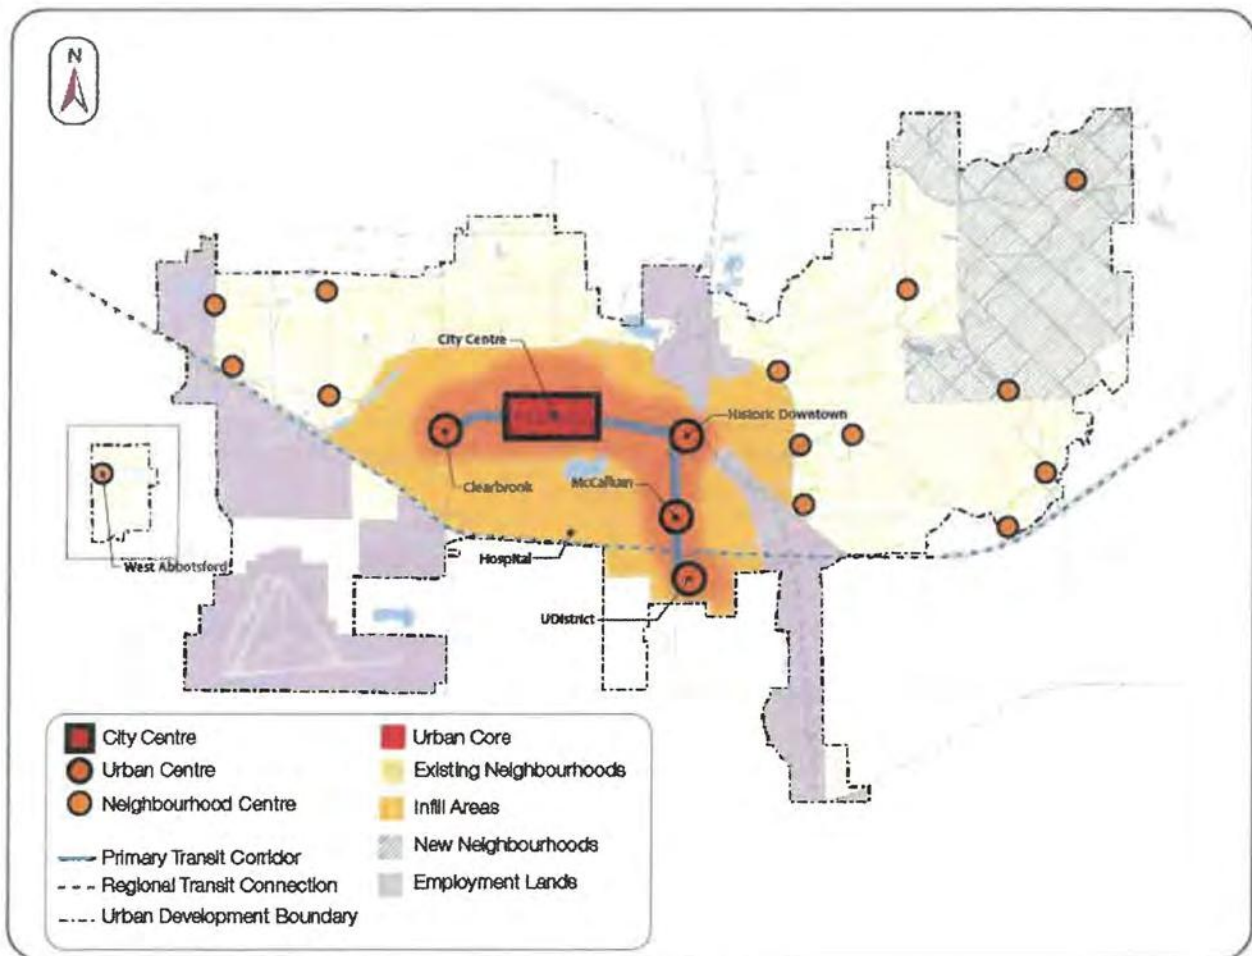 N
City Centre
Historic Downtown
Clearbrook
McCallum
West Abbotsford
Hospital
UDistrict
City Centre
Urban Centre
Neighbourhood Centre
Primary Transit Corridor
Regional Transit Connection
Urban Development Boundary
Urban Core
Existing Neighbourhoods
Infill Areas
New Neighbourhoods
Employment Lands